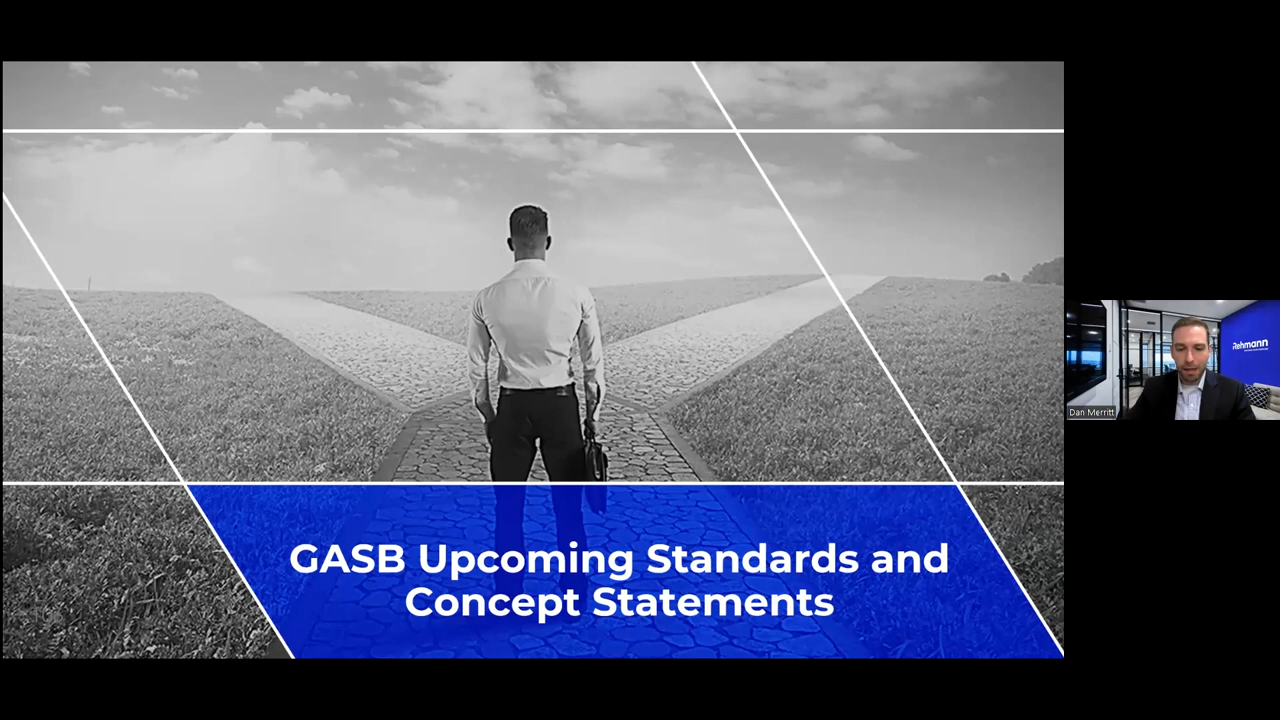 GASB Upcoming Standards and
Concept Statements
Rehmann
Dan Merritt